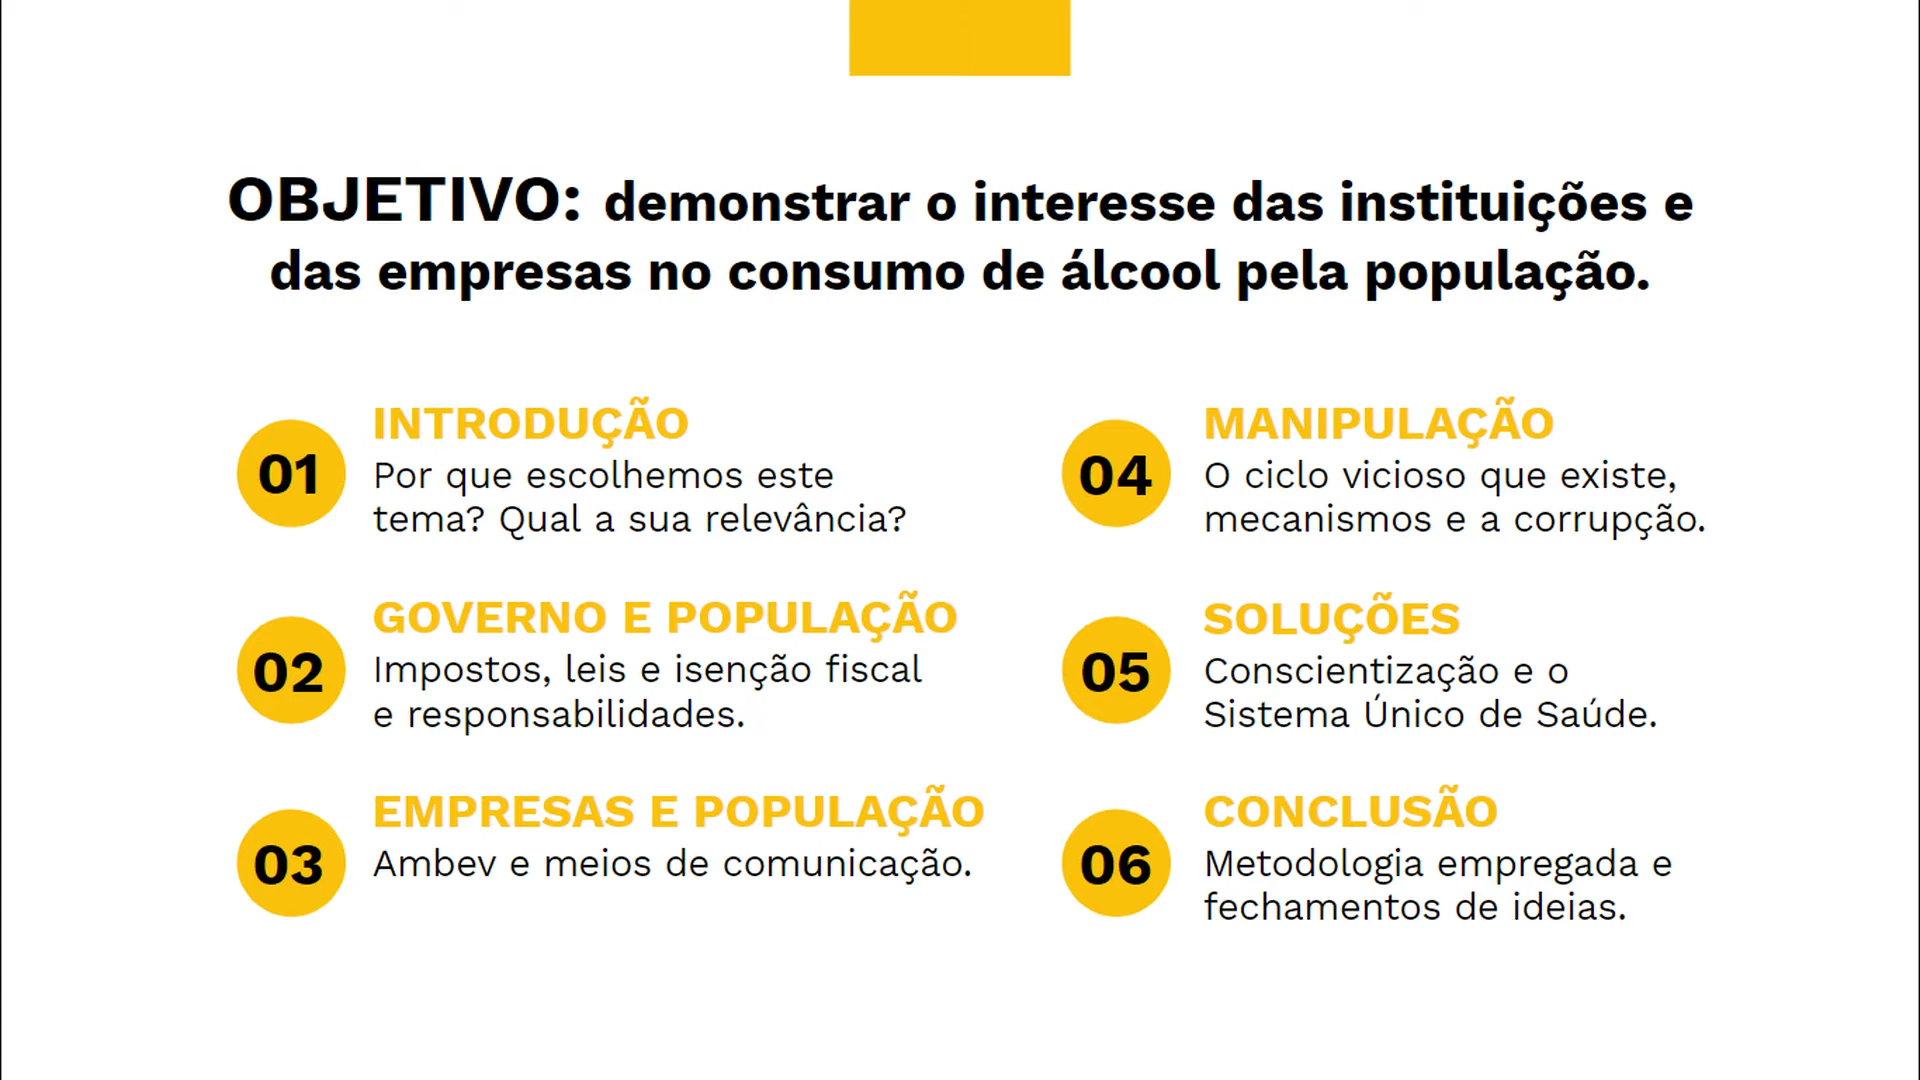 OBJETIVO: demonstrar o interesse das instituições e
das empresas no consumo de álcool pela população.
01
INTRODUÇÃO
Por que escolhemos este
tema? Qual a sua relevância?
02
GOVERNO E POPULAÇÃO
Impostos, leis e isenção fiscal
e responsabilidades.
03
EMPRESAS E POPULAÇÃO
Ambev e meios de comunicação.
04
MANIPULAÇÃO
O ciclo vicioso que existe,
mecanismos e a corrupção.
05
SOLUÇÕES
Conscientização e o
Sistema Único de Saúde.
06
CONCLUSÃO
Metodologia empregada e
fechamentos de ideias.